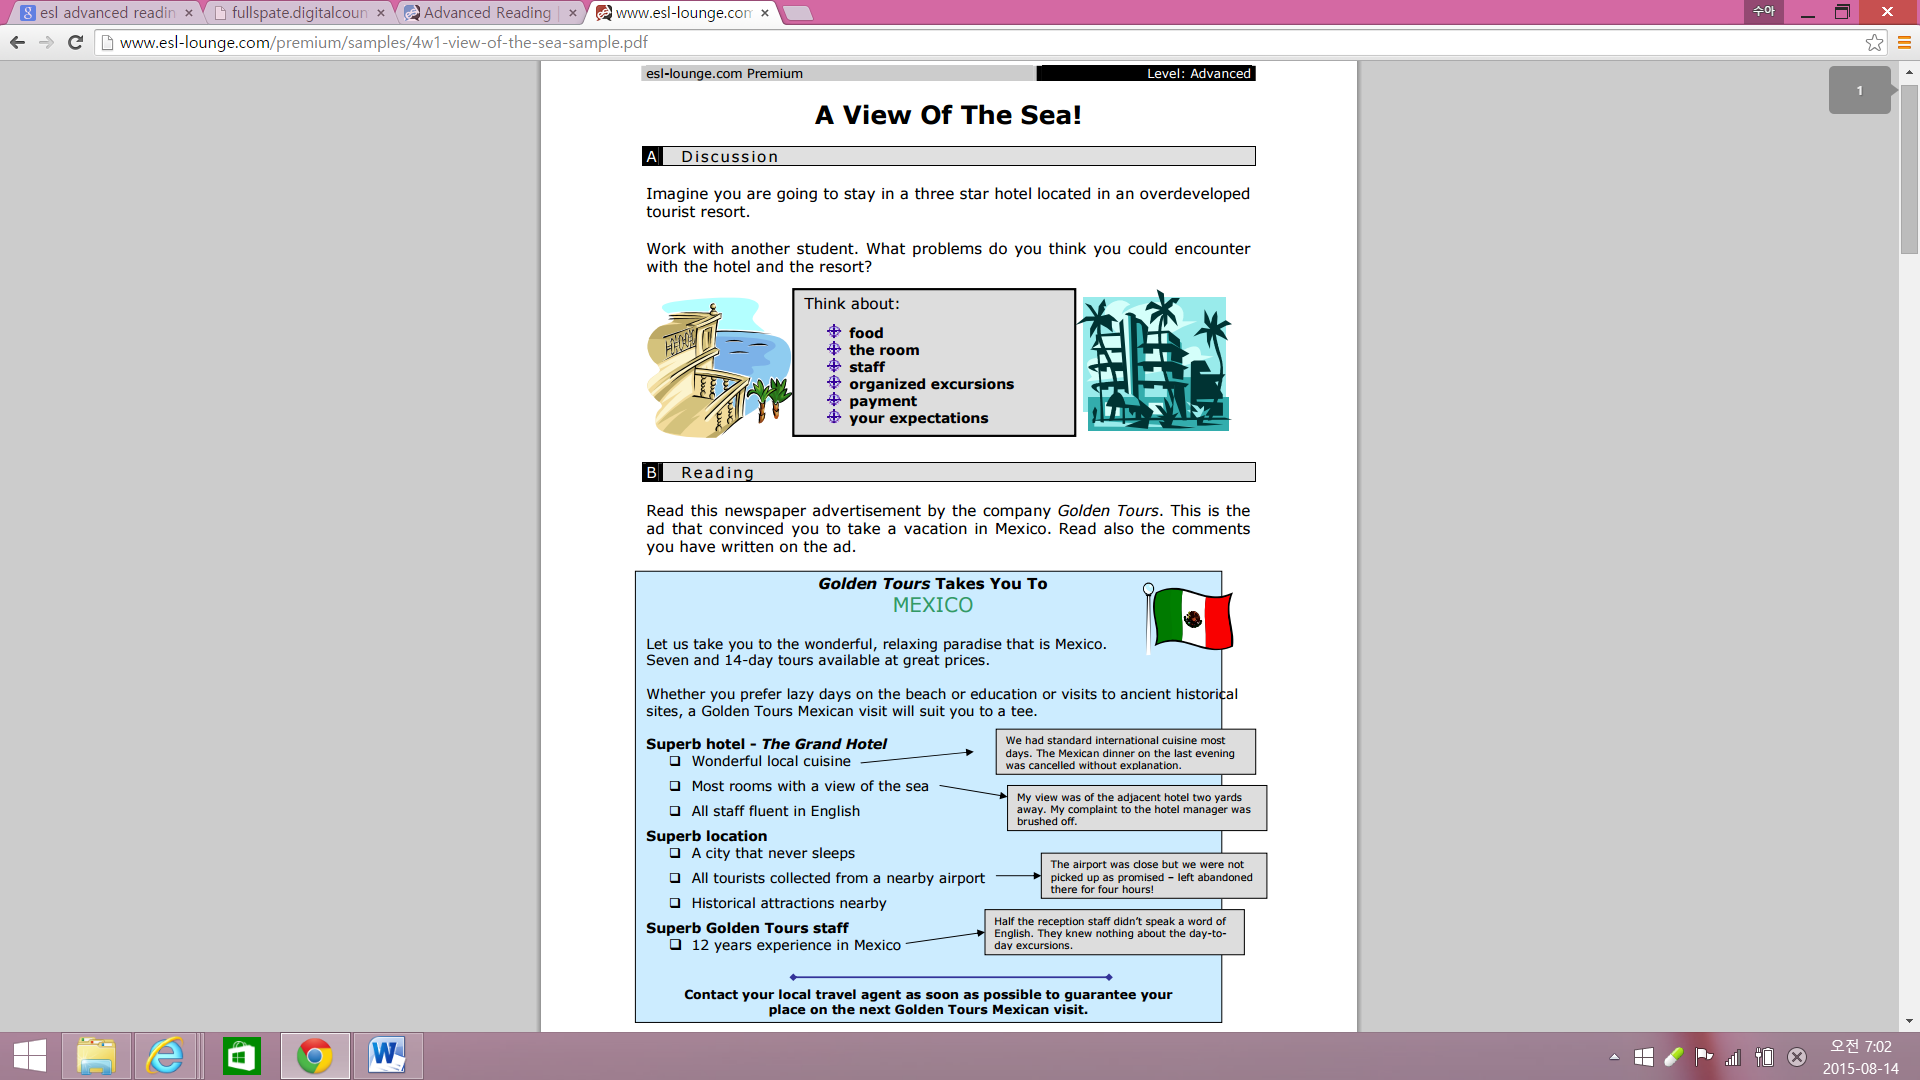 esl advanced readin
fullspate.digitalcoun
Advanced Reading
www.esl-lounge.com
수아
www.esl-lounge.com/premium/samples/4w1-view-of-the-sea-sample.pdf
esl-lounge.com Premium
Level: Advanced
1
A View Of The Sea!
A Discussion
Imagine you are going to stay in a three star hotel located in an overdeveloped
tourist resort.
Work with another student. What problems do you think you could encounter
with the hotel and the resort?
Think about:
food
the room
staff
organized excursions
payment
your expectations
B Reading
Read this newspaper advertisement by the company Golden Tours. This is the
ad that convinced you to take a vacation in Mexico. Read also the comments
you have written on the ad.
Golden Tours Takes You To
MEXICO
Let us take you to the wonderful, relaxing paradise that is Mexico.
Seven and 14-day tours available at great prices.
Whether you prefer lazy days on the beach or education or visits to ancient historical
sites, a Golden Tours Mexican visit will suit you to a tee.
Superb hotel - The Grand Hotel
Wonderful local cuisine
We had standard international cuisine most
days. The Mexican dinner on the last evening
was cancelled without explanation.
Most rooms with a view of the sea
My view was of the adjacent hotel two yards
away. My complaint to the hotel manager was
brushed off.
All staff fluent in English
Superb location
A city that never sleeps
All tourists collected from a nearby airport
The airport was close but we were not
picked up as promised – left abandoned
there for four hours!
Historical attractions nearby
Superb Golden Tours staff
12 years experience in Mexico
Half the reception staff didn't speak a word of
English. They knew nothing about the day-to-
day excursions.
Contact your local travel agent as soon as possible to guarantee your
place on the next Golden Tours Mexican visit.
오전 7:02
2015-08-14